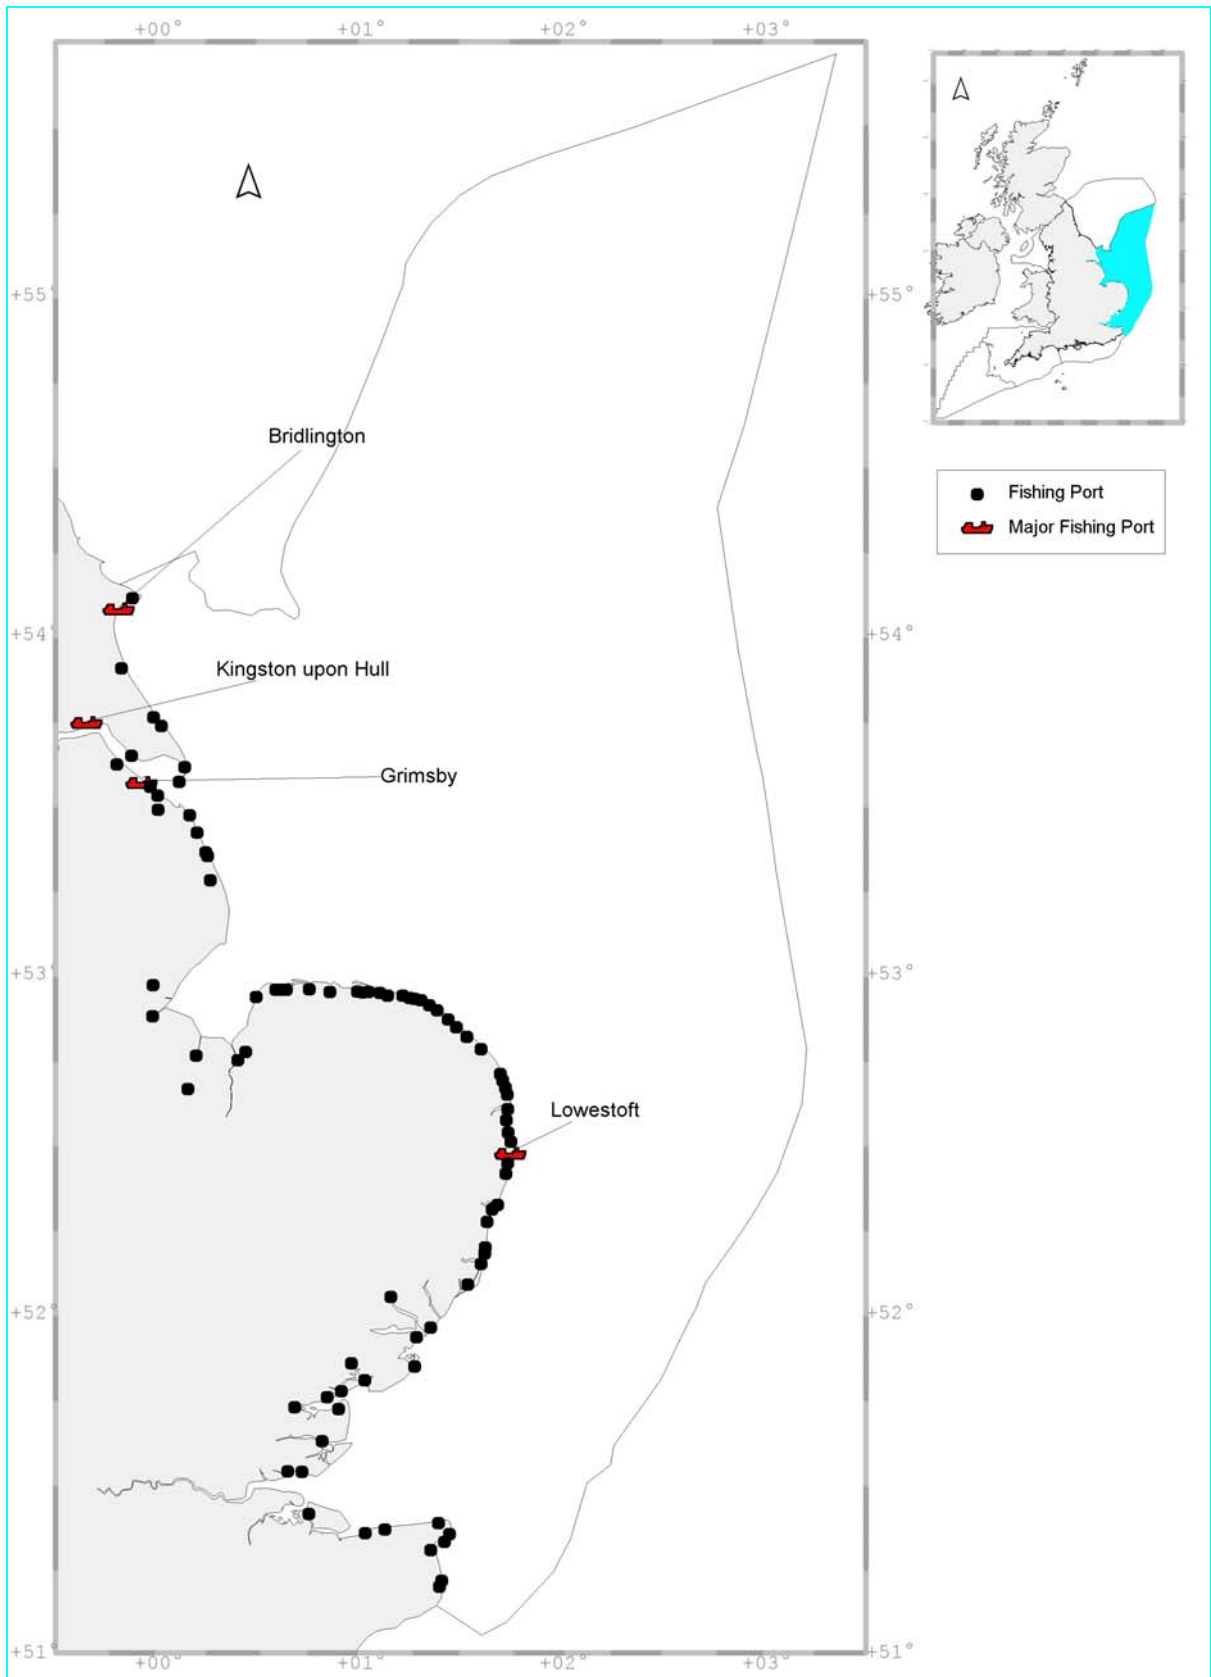 +00° +01° +02° +03°
+55° +55°
Bridlington
Fishing Port
Major Fishing Port
+54° +54°
Kingston upon Hull
Grimsby
+53° +53°
Lowestoft
+52° +52°
+51° +51°
+00° +01° +02° +03°